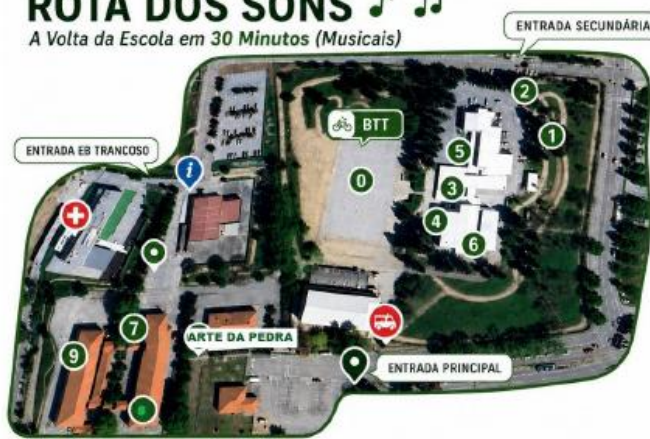 ROTA DOS SONS
A Volta da Escola em 30 Minutos (Musicais)
ENTRADA SECUNDÁRIA
2
1
BTT
ENTRADA EB TRANCOSO
i
5
0
3
4
6
7
ARTE DA PEDRA
9
ENTRADA PRINCIPAL
8